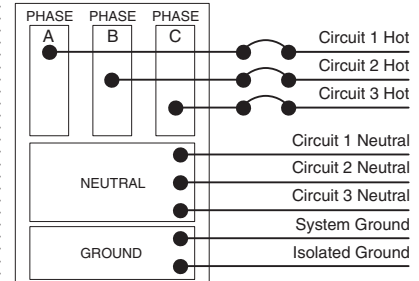 PHASE PHASE PHASE
A B C
Circuit 1 Hot
Circuit 2 Hot
Circuit 3 Hot
Circuit 1 Neutral
Circuit 2 Neutral
Circuit 3 Neutral
NEUTRAL
System Ground
Isolated Ground
GROUND